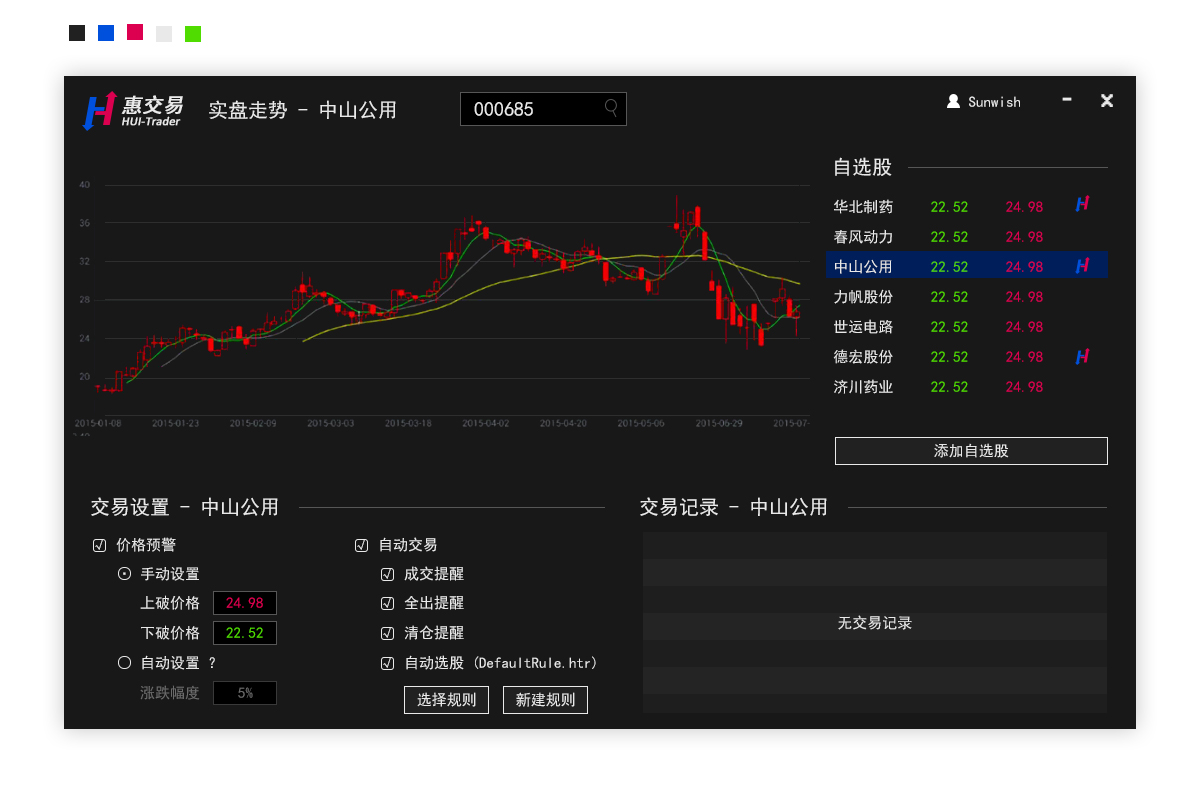 惠交易
HUI-Trader
实盘走势 - 中山公用
000685
Sunwish
自选股
华北制药 22.52 24.98
春风动力 22.52 24.98
中山公用 22.52 24.98
力帆股份 22.52 24.98
世运电路 22.52 24.98
德宏股份 22.52 24.98
济川药业 22.52 24.98
添加自选股
40
36
32
28
24
20
2015-01-08 2015-01-23 2015-02-09 2015-03-03 2015-03-18 2015-04-02 2015-04-20 2015-05-06 2015-06-29 2015-07-
交易设置 - 中山公用
价格预警
手动设置
上破价格 24.98
下破价格 22.52
自动设置 ?
涨跌幅度 5%
自动交易
成交提醒
全出提醒
清仓提醒
自动选股 (DefaultRule.htr)
选择规则 新建规则
交易记录 - 中山公用
无交易记录